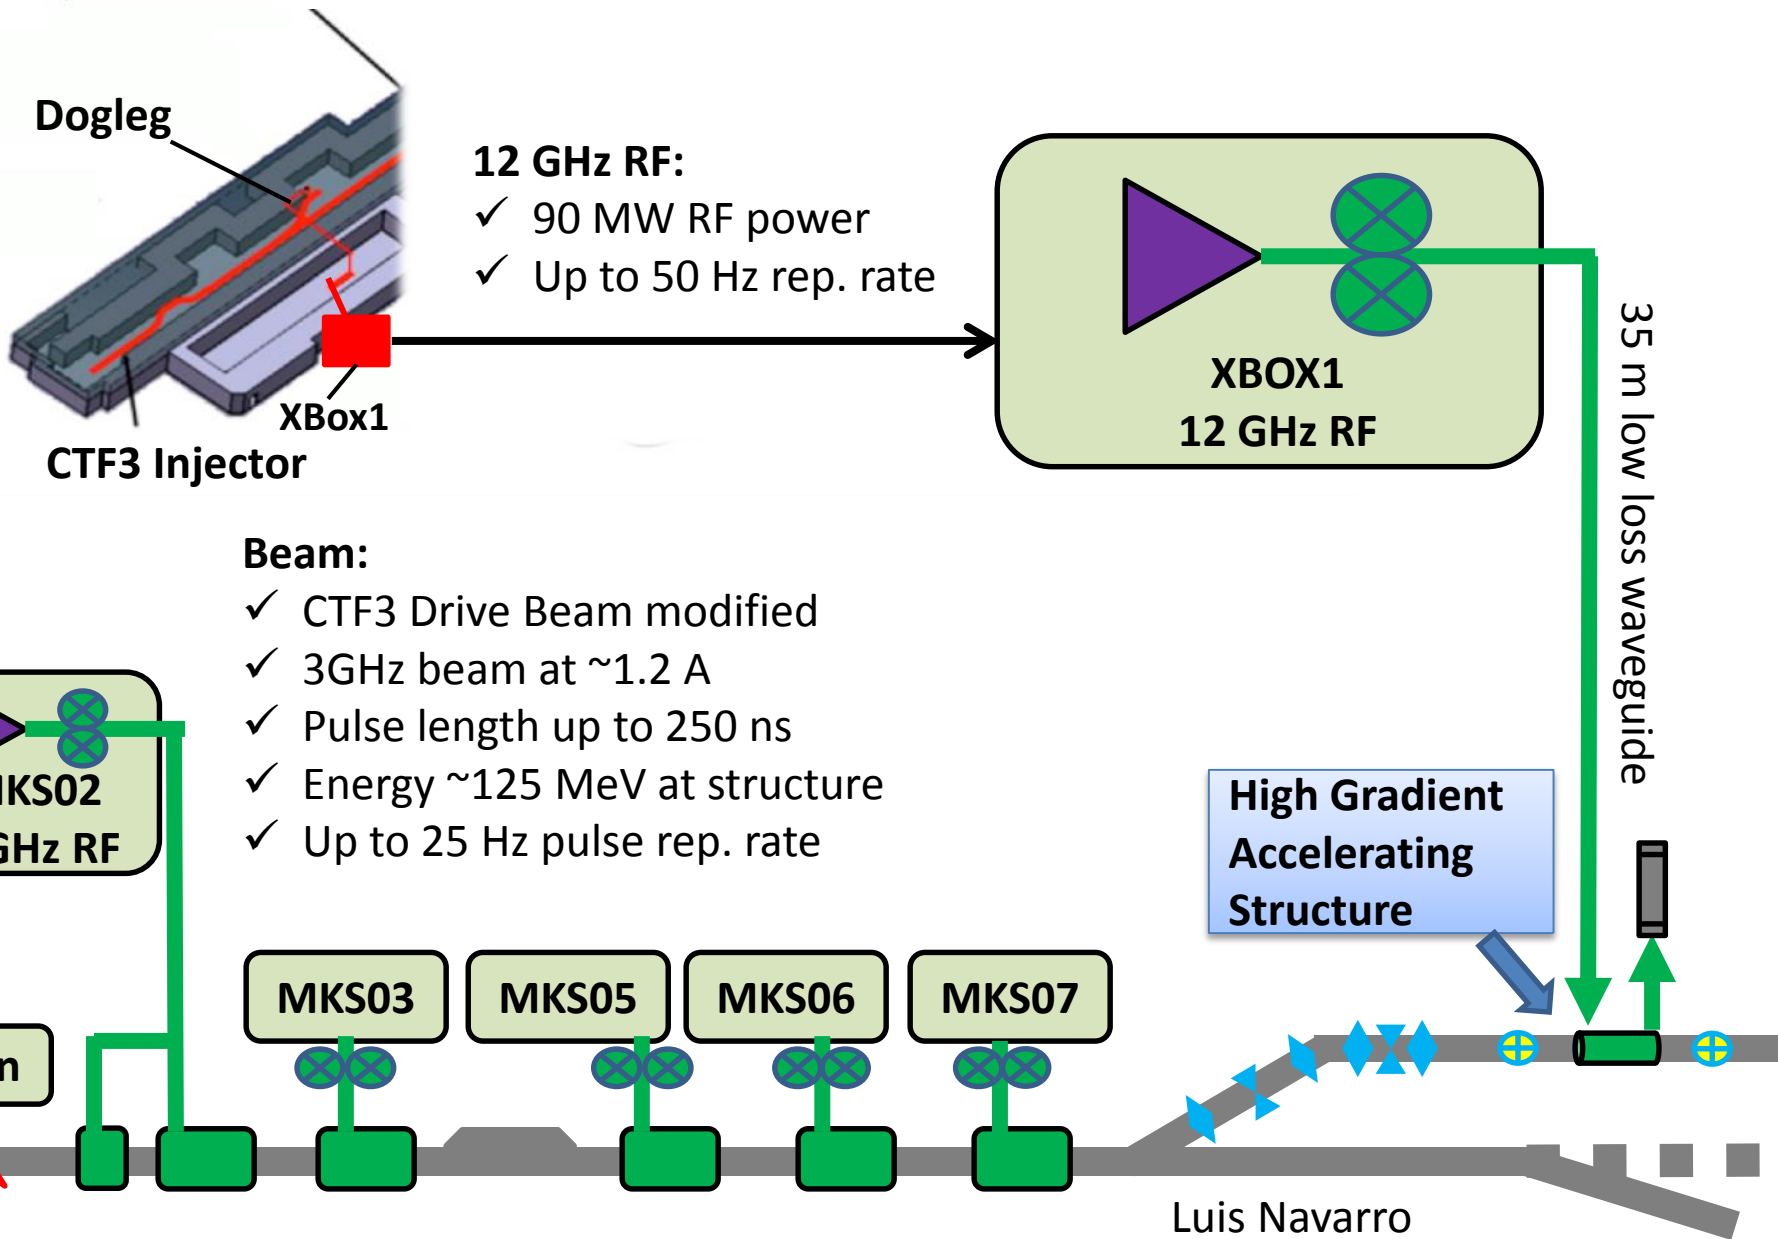 Dogleg
12 GHz RF:
✓ 90 MW RF power
✓ Up to 50 Hz rep. rate
XBOX1
12 GHz RF
35 m low loss waveguide
XBox1
CTF3 Injector
Beam:
✓ CTF3 Drive Beam modified
✓ 3GHz beam at ~1.2 A
✓ Pulse length up to 250 ns
✓ Energy ~125 MeV at structure
✓ Up to 25 Hz pulse rep. rate
KS02
GHz RF
High Gradient
Accelerating
Structure
MKS03
MKS05
MKS06
MKS07
n
Luis Navarro